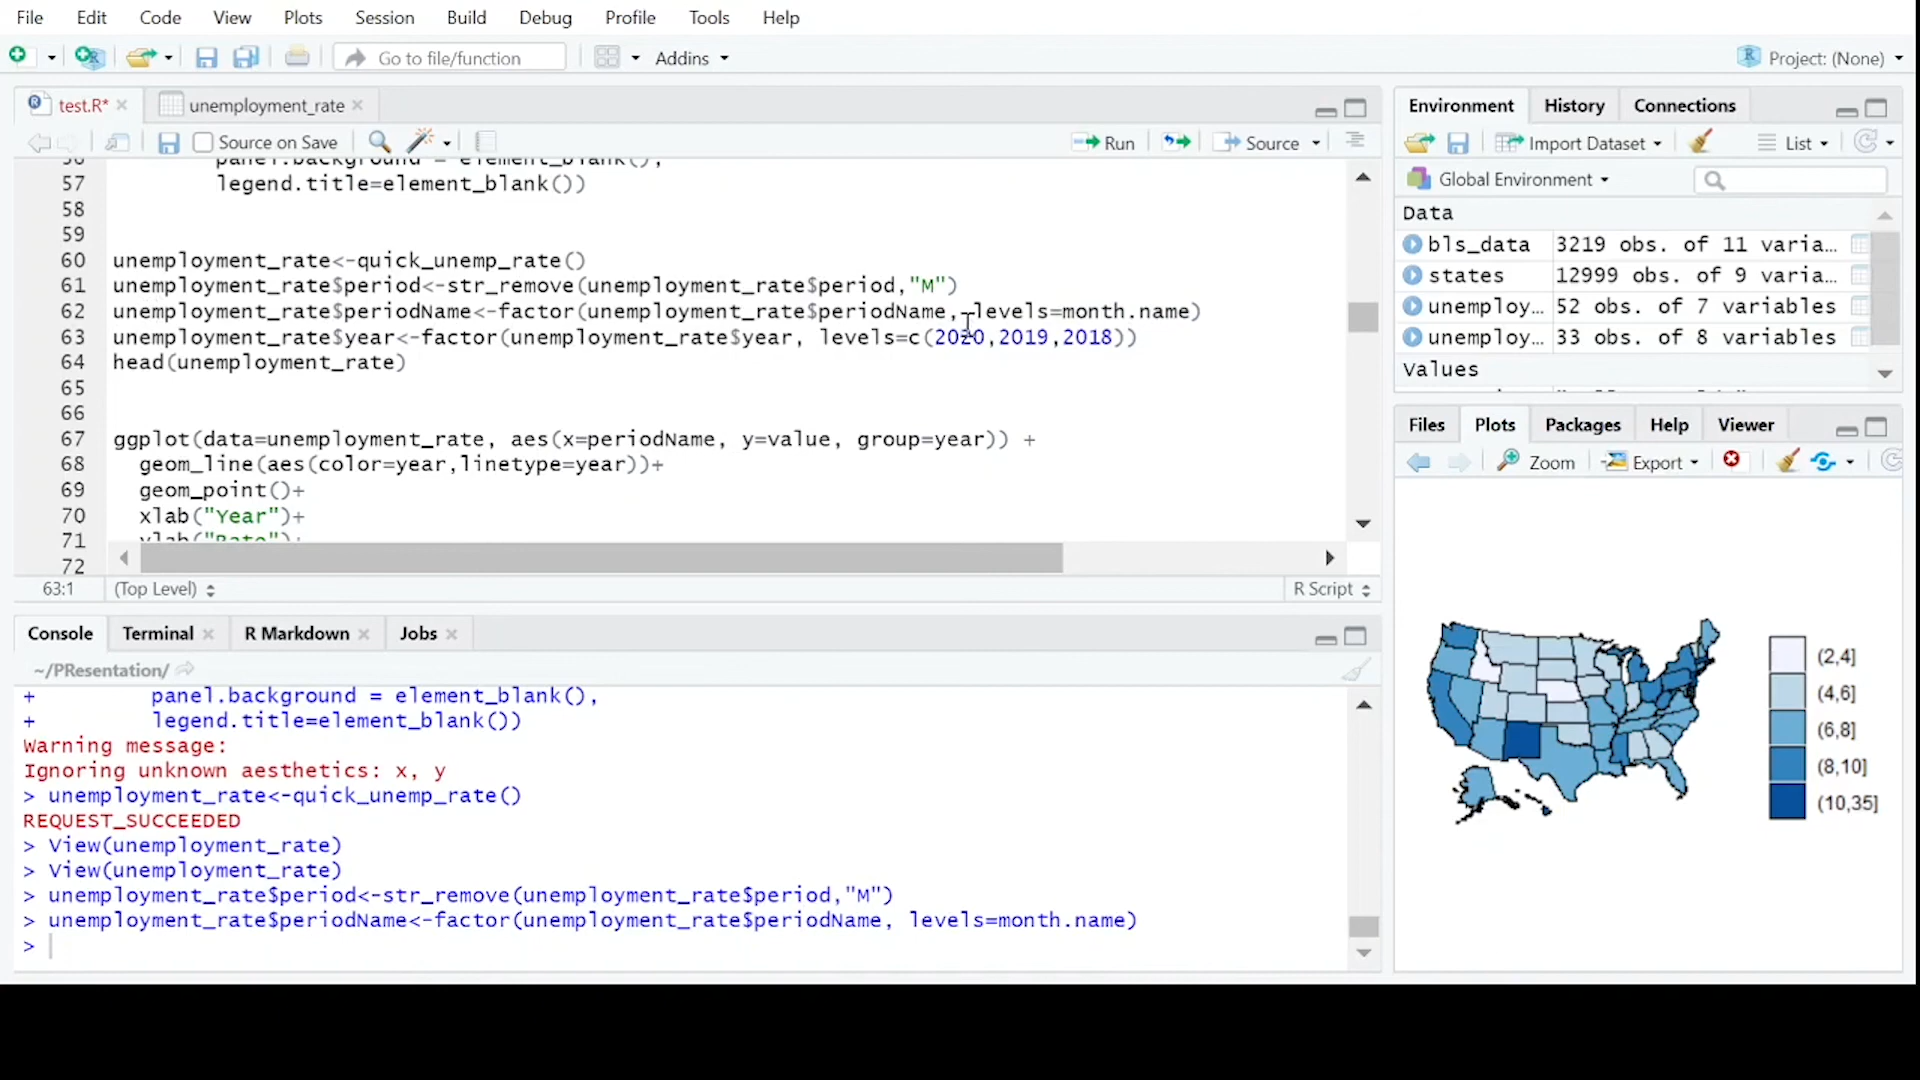 File Edit Code View Plots Session Build Debug Profile Tools Help
Go to file/function Addins Project: (None)
test.R* unemployment_rate
Source on Save Run Source
56 panel.background = element_blank(),
57 legend.title=element_blank())
58
59
60 unemployment_rate<-quick_unemp_rate()
61 unemployment_rate$period<-str_remove(unemployment_rate$period,"M")
62 unemployment_rate$periodName<-factor(unemployment_rate$periodName, levels=month.name)
63 unemployment_rate$year<-factor(unemployment_rate$year, levels=c(2020,2019,2018))
64 head(unemployment_rate)
65
66
67 ggplot(data=unemployment_rate, aes(x=periodName, y=value, group=year)) +
68 geom_line(aes(color=year,linetype=year))+
69 geom_point()+
70 xlab("Year")+
71 ylab("Rate")+
72
63:1 (Top Level) R Script
Console Terminal R Markdown Jobs
~/PResentation/
+ panel.background = element_blank(),
+ legend.title=element_blank())
Warning message:
Ignoring unknown aesthetics: x, y
> unemployment_rate<-quick_unemp_rate()
REQUEST_SUCCEEDED
> View(unemployment_rate)
> View(unemployment_rate)
> unemployment_rate$period<-str_remove(unemployment_rate$period,"M")
> unemployment_rate$periodName<-factor(unemployment_rate$periodName, levels=month.name)
>
Environment History Connections
Import Dataset List
Global Environment
Data
bls_data 3219 obs. of 11 varia…
states 12999 obs. of 9 varia…
unemploy… 52 obs. of 7 variables
unemploy… 33 obs. of 8 variables
Values
Files Plots Packages Help Viewer
Zoom Export
(2,4]
(4,6]
(6,8]
(8,10]
(10,35]